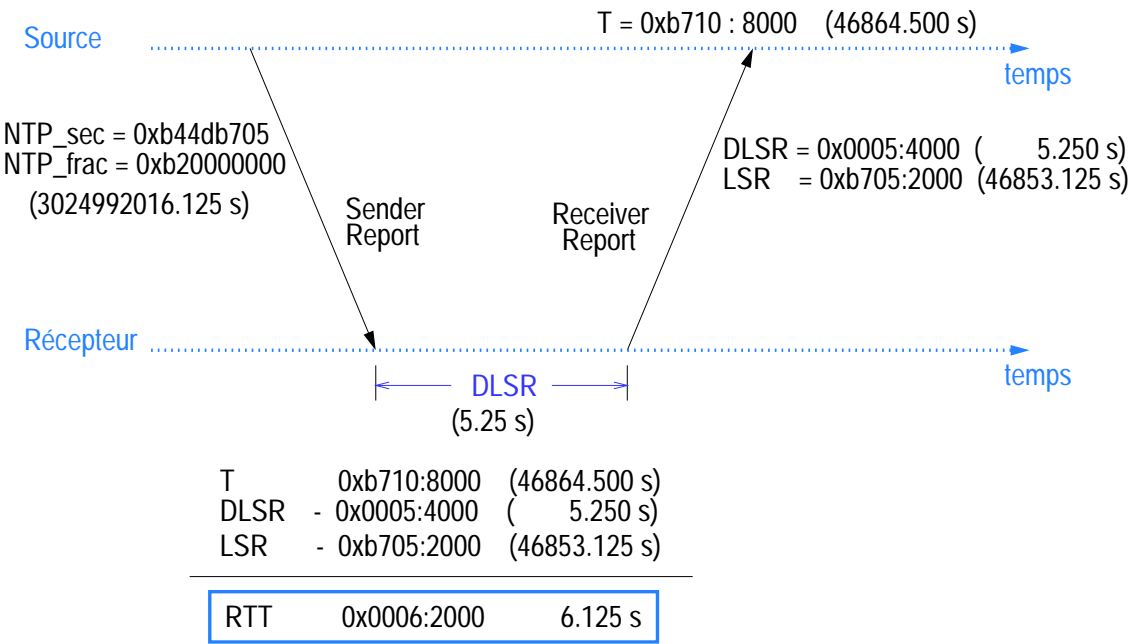 T = 0xb710 : 8000 (46864.500 s)
Source
temps
NTP_sec = 0xb44db705
NTP_frac = 0xb20000000
(3024992016.125 s)
DLSR = 0x0005:4000 ( 5.250 s)
LSR = 0xb705:2000 (46853.125 s)
Sender
Report
Receiver
Report
Récepteur
temps
DLSR
(5.25 s)
T 0xb710:8000 (46864.500 s)
DLSR - 0x0005:4000 ( 5.250 s)
LSR - 0xb705:2000 (46853.125 s)
RTT 0x0006:2000 6.125 s